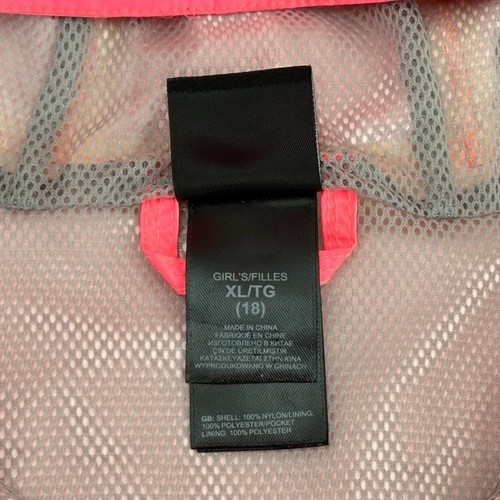 GIRL'S/FILLES
XL/TG
(18)
MADE IN CHINA
FABRIQUÉ EN CHINE
ИЗГОТОВЛЕНО В КИТАЕ
ÇİN'DE ÜRETİLMİŞTİR
ΚΑΤΑΣΚΕΥΑΖΕΤΑΙ ΣΤΗΝ ΚΙΝΑ
WYPRODUKOWANO W CHINACH
GB: SHELL: 100% NYLON/LINING:
100% POLYESTER/POCKET
LINING: 100% POLYESTER